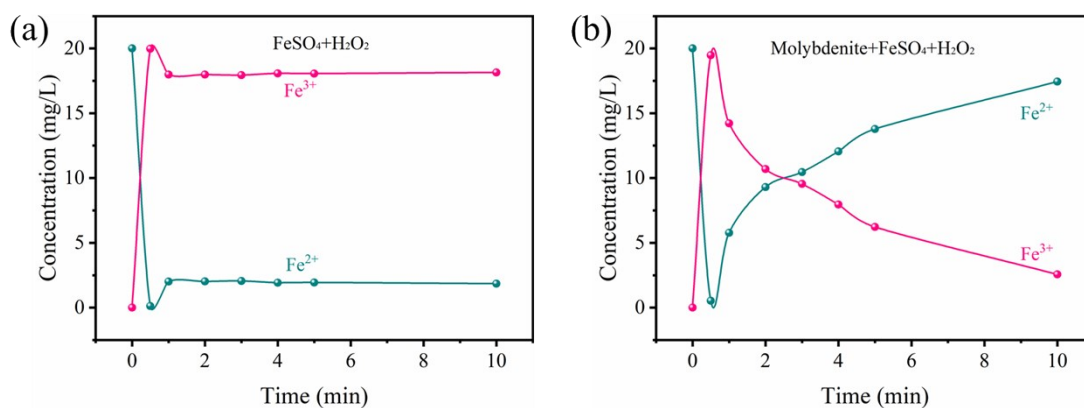 (a)
FeSO₄+H₂O₂
Fe³⁺
Fe²⁺
Concentration (mg/L)
20
15
10
5
0
0 2 4 6 8 10
Time (min)
(b)
Molybdenite+FeSO₄+H₂O₂
Fe²⁺
Fe³⁺
Concentration (mg/L)
20
15
10
5
0
0 2 4 6 8 10
Time (min)